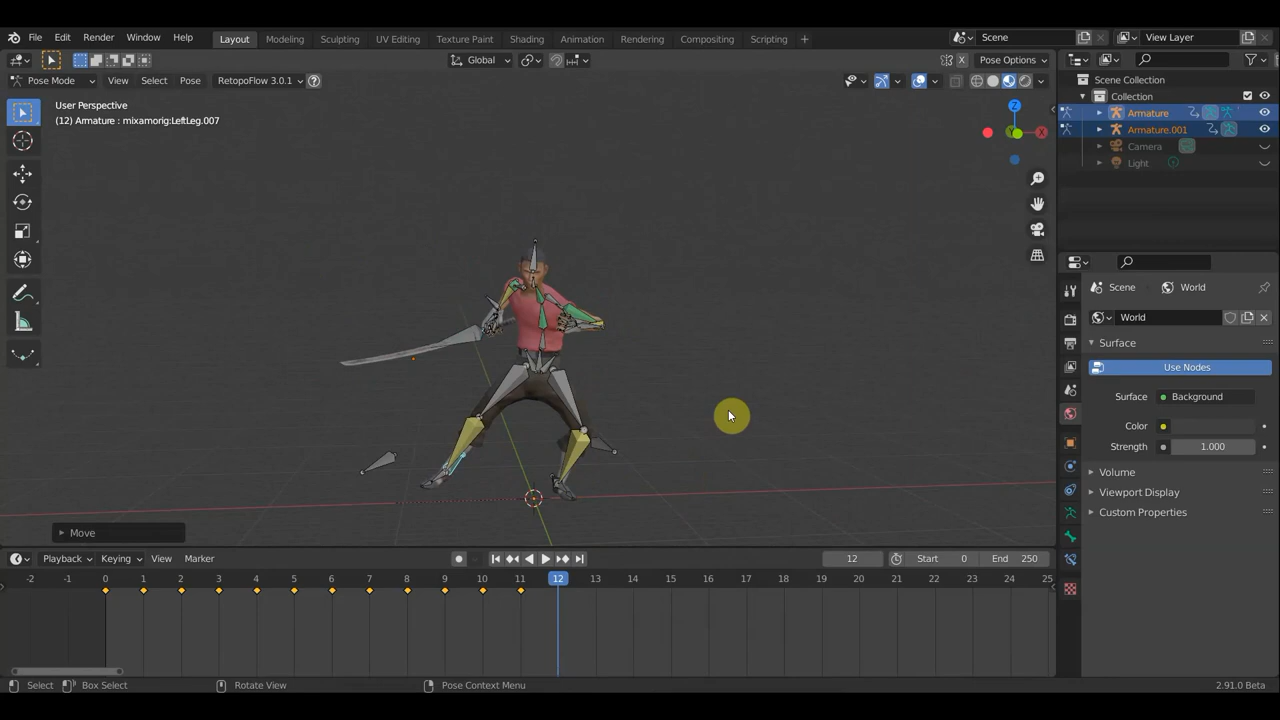 File Edit Render Window Help Layout Modeling Sculpting UV Editing Texture Paint Shading Animation Rendering Compositing Scripting + Scene View Layer
Global Pose Options
Pose Mode View Select Pose RetopoFlow 3.0.1
User Perspective
(12) Armature : mixamorig:LeftLeg.007
Z
X
Y
Scene Collection
Collection
Armature
Armature.001
Camera
Light
Scene World
World
Surface
Use Nodes
Surface Background
Color
Strength 1.000
Volume
Viewport Display
Custom Properties
Move
Playback Keying View Marker 12 Start 0 End 250
-2 -1 0 1 2 3 4 5 6 7 8 9 10 11 12 13 14 15 16 17 18 19 20 21 22 23 24 25
Select Box Select Rotate View Pose Context Menu 2.91.0 Beta